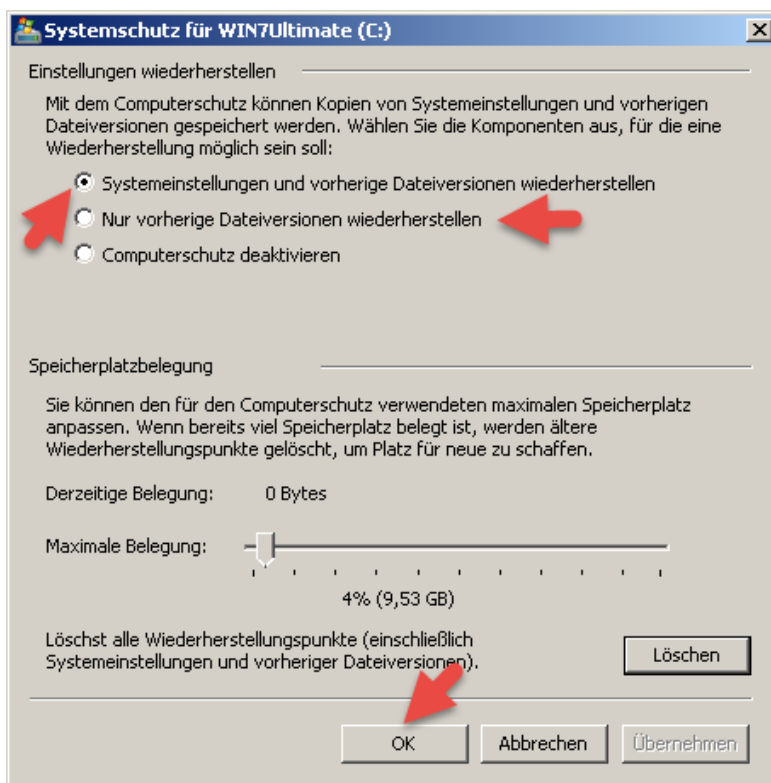 Systemschutz für WIN7Ultimate (C:)
Einstellungen wiederherstellen
Mit dem Computerschutz können Kopien von Systemeinstellungen und vorherigen
Dateiversionen gespeichert werden. Wählen Sie die Komponenten aus, für die eine
Wiederherstellung möglich sein soll:
Systemeinstellungen und vorherige Dateiversionen wiederherstellen
Nur vorherige Dateiversionen wiederherstellen
Computerschutz deaktivieren
Speicherplatzbelegung
Sie können den für den Computerschutz verwendeten maximalen Speicherplatz
anpassen. Wenn bereits viel Speicherplatz belegt ist, werden ältere
Wiederherstellungspunkte gelöscht, um Platz für neue zu schaffen.
Derzeitige Belegung: 0 Bytes
Maximale Belegung:
4% (9,53 GB)
Löschst alle Wiederherstellungspunkte (einschließlich
Systemeinstellungen und vorheriger Dateiversionen).
Löschen
OK Abbrechen Übernehmen